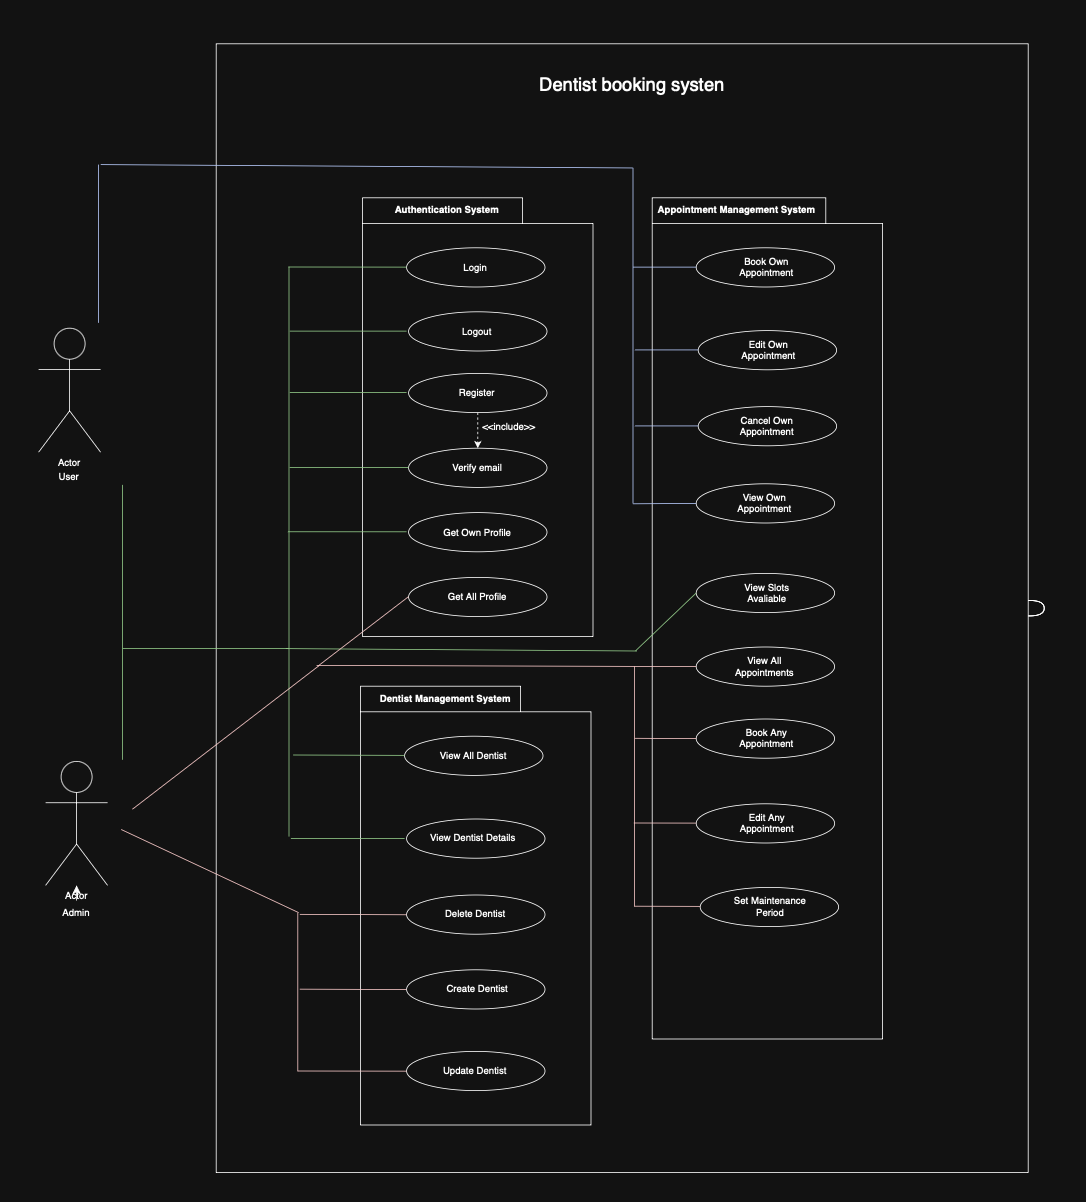 Dentist booking systen
Authentication System
Login
Logout
Register
<<include>>
Verify email
Get Own Profile
Get All Profile
Appointment Management System
Book Own
Appointment
Edit Own
Appointment
Cancel Own
Appointment
View Own
Appointment
View Slots
Avaliable
View All
Appointments
Book Any
Appointment
Edit Any
Appointment
Set Maintenance
Period
Actor
User
Dentist Management System
View All Dentist
View Dentist Details
Delete Dentist
Create Dentist
Update Dentist
Actor
Admin